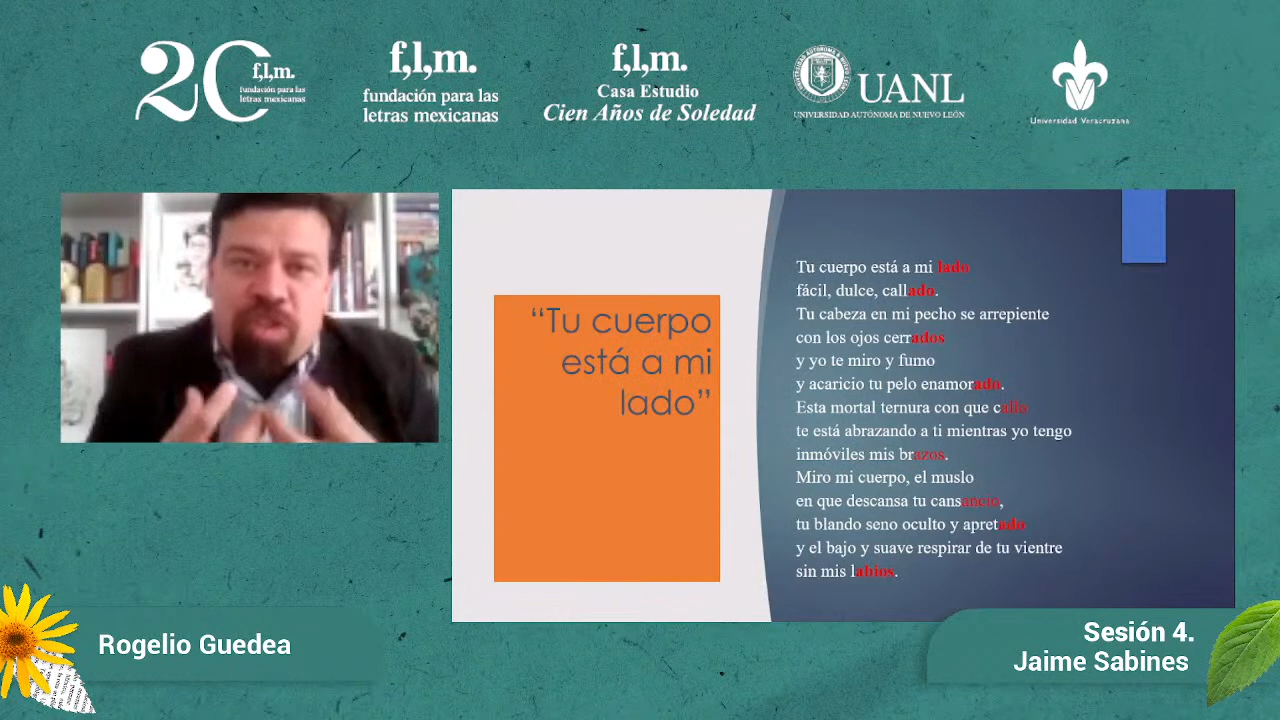 20 f,l,m.
fundación para las
letras mexicanas
f,l,m.
fundación para las
letras mexicanas
f,l,m.
Casa Estudio
Cien Años de Soledad
UANL
UNIVERSIDAD AUTÓNOMA DE NUEVO LEÓN
Universidad Veracruzana
“Tu cuerpo
está a mi
lado”
Tu cuerpo está a mi lado
fácil, dulce, callado.
Tu cabeza en mi pecho se arrepiente
con los ojos cerrados
y yo te miro y fumo
y acaricio tu pelo enamorado.
Esta mortal ternura con que callo
te está abrazando a ti mientras yo tengo
inmóviles mis brazos.
Miro mi cuerpo, el muslo
en que descansa tu cansancio,
tu blando seno oculto y apretado
y el bajo y suave respirar de tu vientre
sin mis labios.
Rogelio Guedea
Sesión 4.
Jaime Sabines